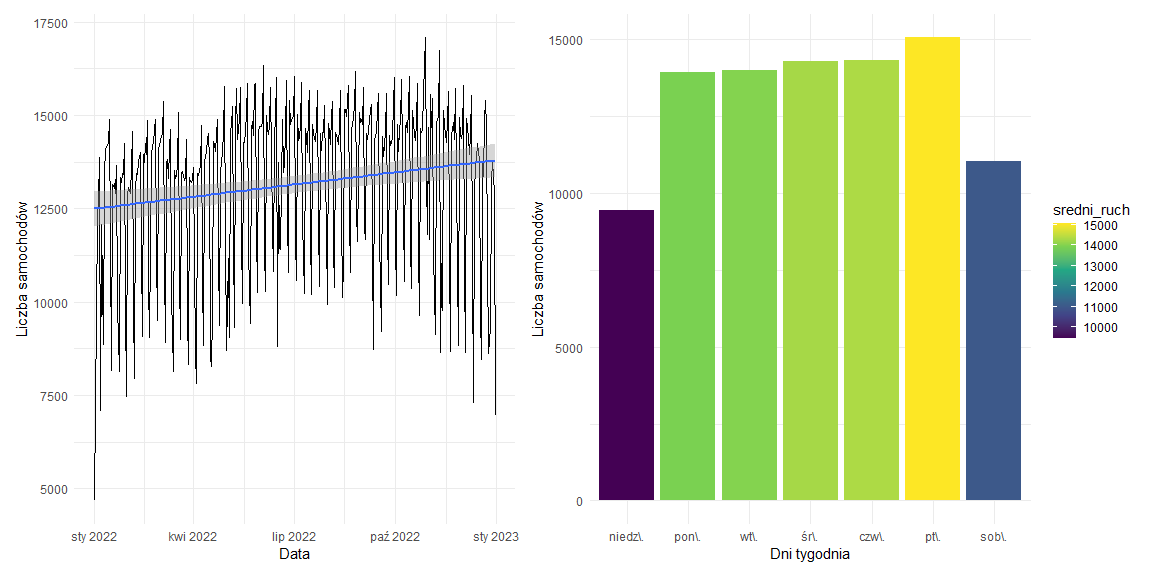 17500
15000
12500
10000
7500
5000
Liczba samochodów
sty 2022
kwi 2022
lip 2022
paź 2022
sty 2023
Data
15000
10000
5000
0
Liczba samochodów
niedz\.
pon\.
wt\.
śr\.
czw\.
pt\.
sob\.
Dni tygodnia
sredni_ruch
15000
14000
13000
12000
11000
10000